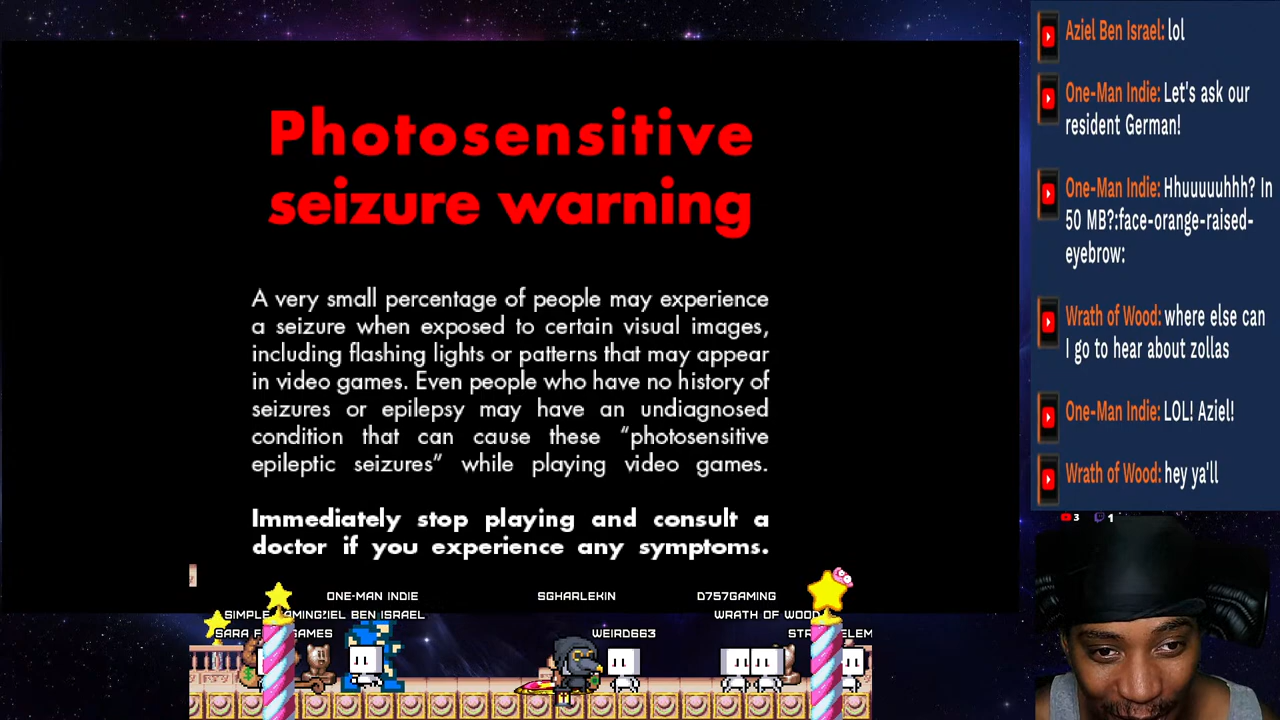 Photosensitive
seizure warning
A very small percentage of people may experience
a seizure when exposed to certain visual images,
including flashing lights or patterns that may appear
in video games. Even people who have no history of
seizures or epilepsy may have an undiagnosed
condition that can cause these “photosensitive
epileptic seizures” while playing video games.
Immediately stop playing and consult a
doctor if you experience any symptoms.
Aziel Ben Israel: lol
One-Man Indie: Let's ask our
resident German!
One-Man Indie: Hhuuuuuhhh? In
50 MB?:face-orange-raised-
eyebrow:
Wrath of Wood: where else can
I go to hear about zollas
One-Man Indie: LOL! Aziel!
Wrath of Wood: hey ya'll
3 1
ONE-MAN INDIE SGHARLEKIN D757GAMING
BEN ISRAEL WRATH OF WOOD
GAMES WEIRD663